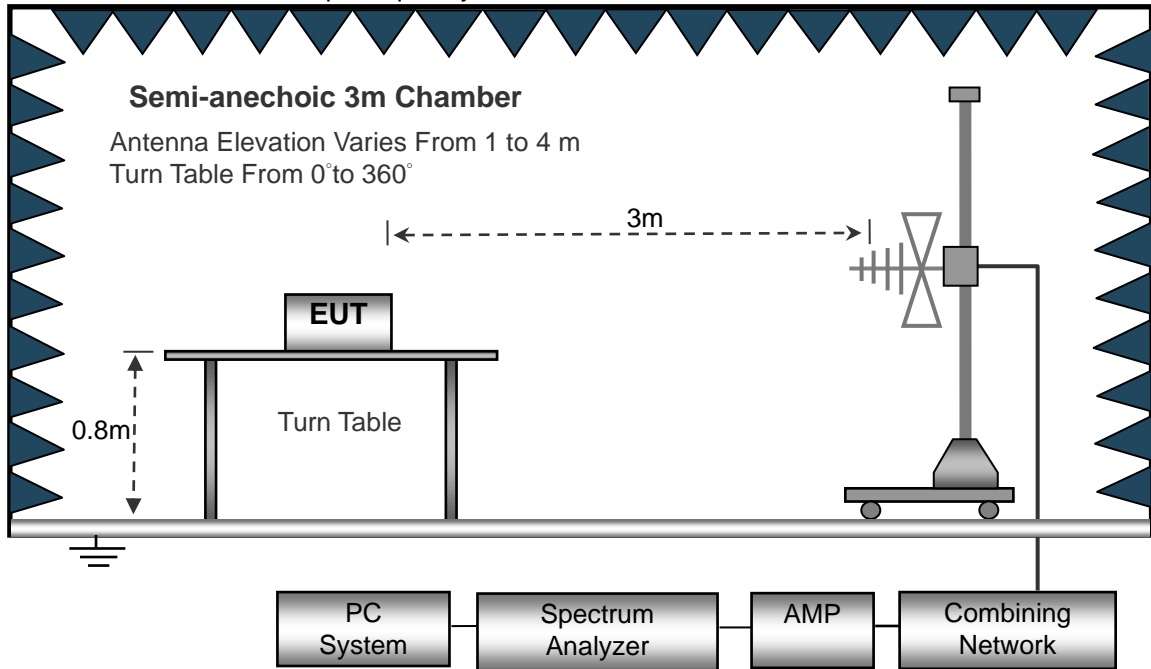 Semi-anechoic 3m Chamber
Antenna Elevation Varies From 1 to 4 m
Turn Table From 0°to 360°
3m
EUT
0.8m
Turn Table
PC
System
Spectrum
Analyzer
AMP
Combining
Network